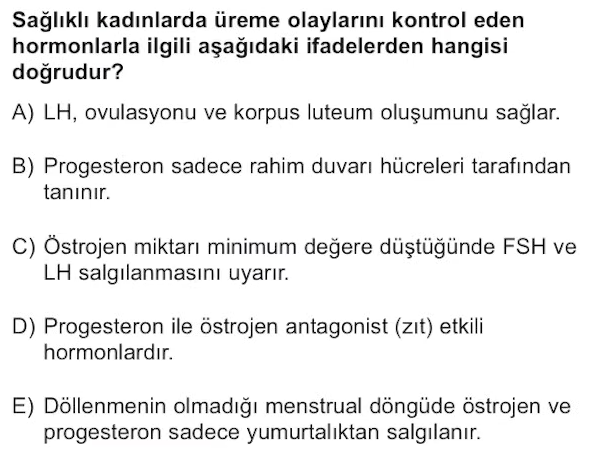 Sağlıklı kadınlarda üreme olaylarını kontrol eden
hormonlarla ilgili aşağıdaki ifadelerden hangisi
doğrudur?
A) LH, ovulasyonu ve korpus luteum oluşumunu sağlar.
B) Progesteron sadece rahim duvarı hücreleri tarafından
tanınır.
C) Östrojen miktarı minimum değere düştüğünde FSH ve
LH salgılanmasını uyarır.
D) Progesteron ile östrojen antagonist (zıt) etkili
hormonlardır.
E) Döllenmenin olmadığı menstrual döngüde östrojen ve
progesteron sadece yumurtalıktan salgılanır.